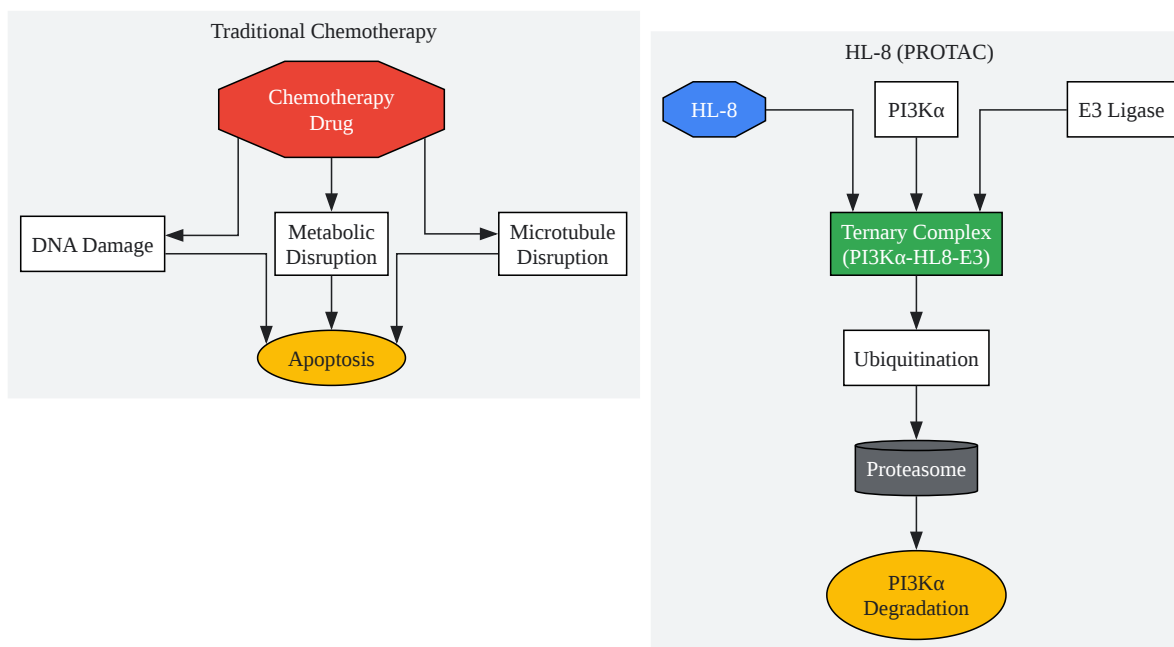 Traditional Chemotherapy
Chemotherapy
Drug
DNA Damage
Metabolic
Disruption
Microtubule
Disruption
Apoptosis
HL-8 (PROTAC)
HL-8
PI3Kα
E3 Ligase
Ternary Complex
(PI3Kα-HL8-E3)
Ubiquitination
Proteasome
PI3Kα
Degradation